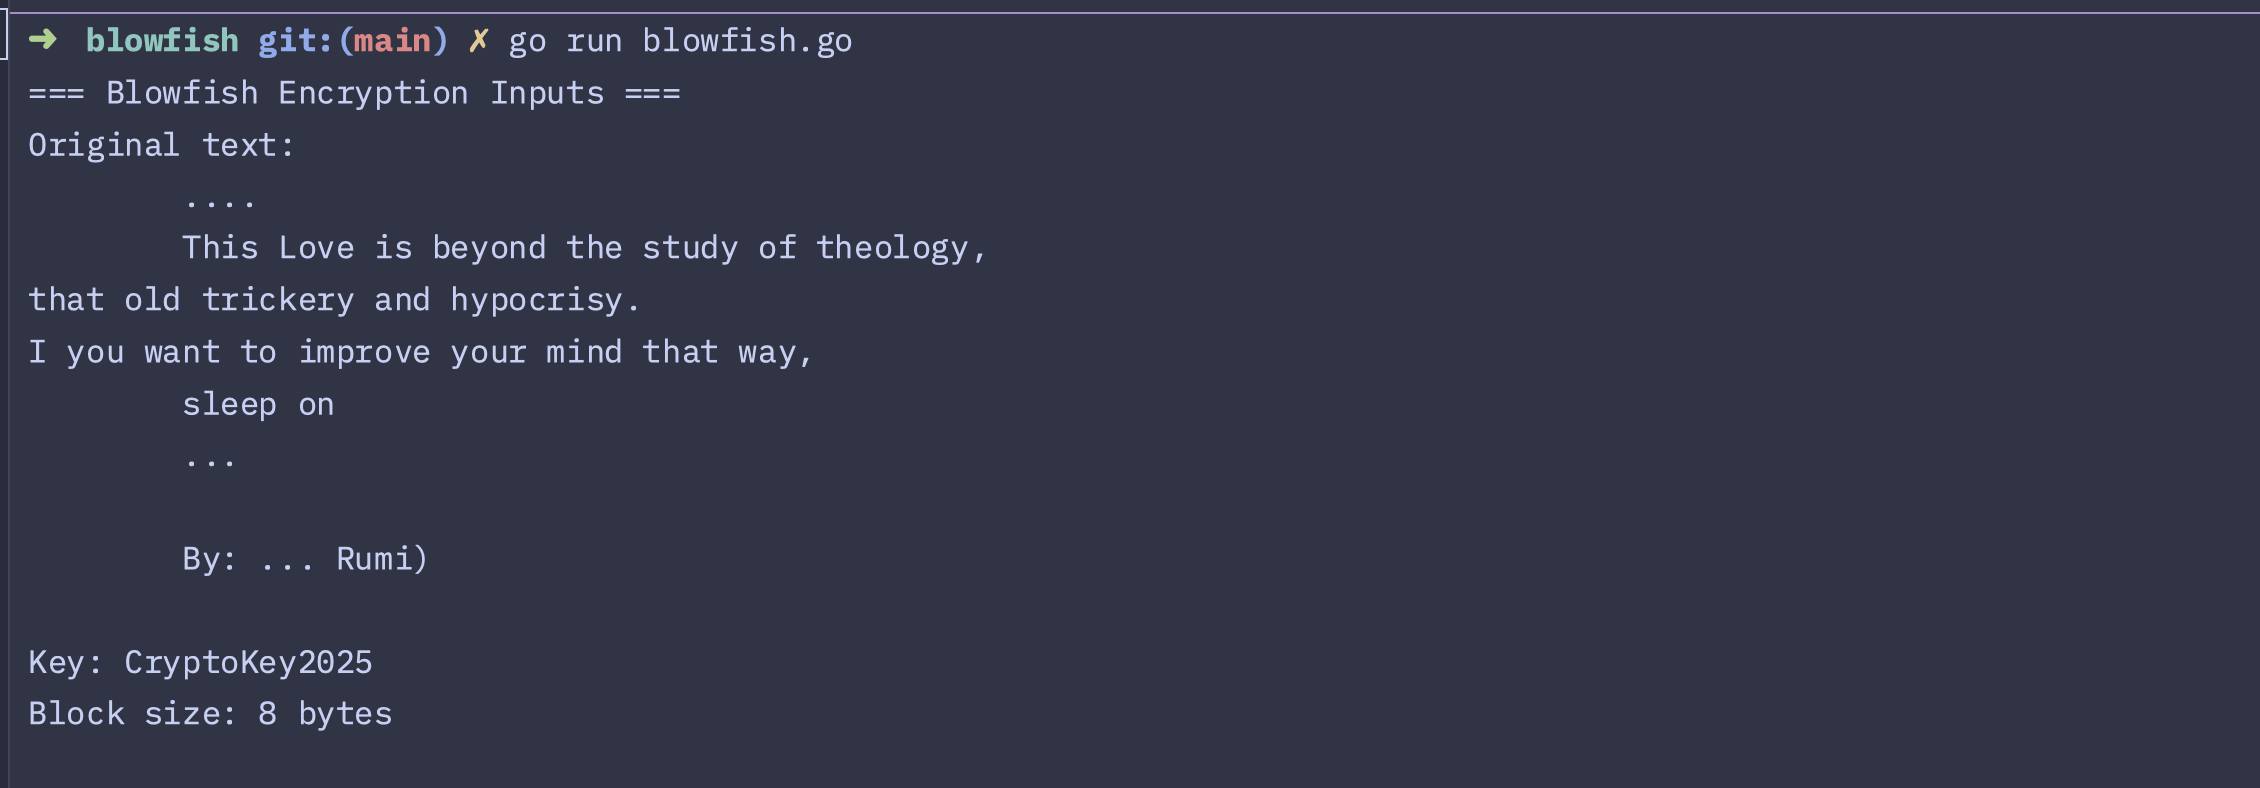 ➜ blowfish git:(main) ✗ go run blowfish.go
=== Blowfish Encryption Inputs ===
Original text:
....
This Love is beyond the study of theology,
that old trickery and hypocrisy.
I you want to improve your mind that way,
sleep on
...
By: ... Rumi)
Key: CryptoKey2025
Block size: 8 bytes